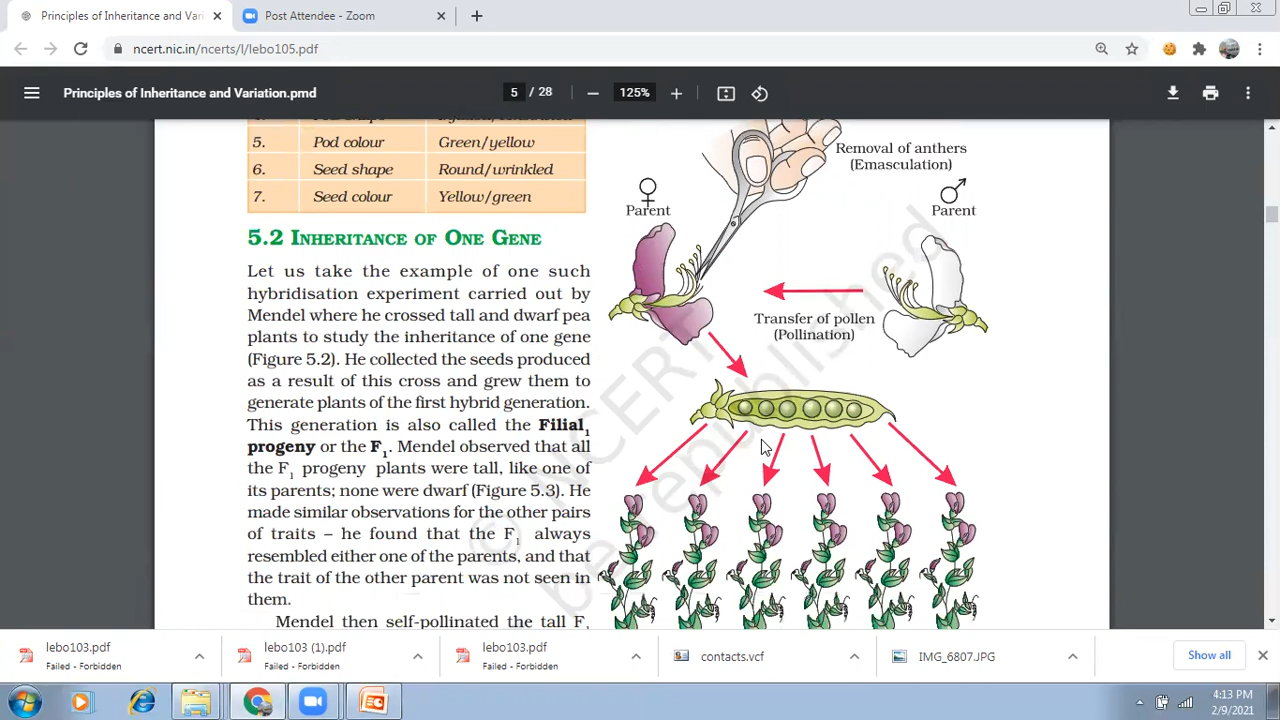 Principles of Inheritance and Vari
Post Attendee - Zoom
ncert.nic.in/ncerts/l/lebo105.pdf
Principles of Inheritance and Variation.pmd
5 / 28
125%
5. Pod colour Green/yellow
6. Seed shape Round/wrinkled
7. Seed colour Yellow/green
5.2 INHERITANCE OF ONE GENE
Let us take the example of one such
hybridisation experiment carried out by
Mendel where he crossed tall and dwarf pea
plants to study the inheritance of one gene
(Figure 5.2). He collected the seeds produced
as a result of this cross and grew them to
generate plants of the first hybrid generation.
This generation is also called the Filial1
progeny or the F1. Mendel observed that all
the F1 progeny plants were tall, like one of
its parents; none were dwarf (Figure 5.3). He
made similar observations for the other pairs
of traits – he found that the F1 always
resembled either one of the parents, and that
the trait of the other parent was not seen in
them.
Mendel then self-pollinated the tall F1
Removal of anthers
(Emasculation)
Parent
Parent
Transfer of pollen
(Pollination)
© NCERT
be republished
lebo103.pdf
Failed - Forbidden
lebo103 (1).pdf
Failed - Forbidden
lebo103.pdf
Failed - Forbidden
contacts.vcf
IMG_6807.JPG
Show all
4:13 PM
2/9/2021